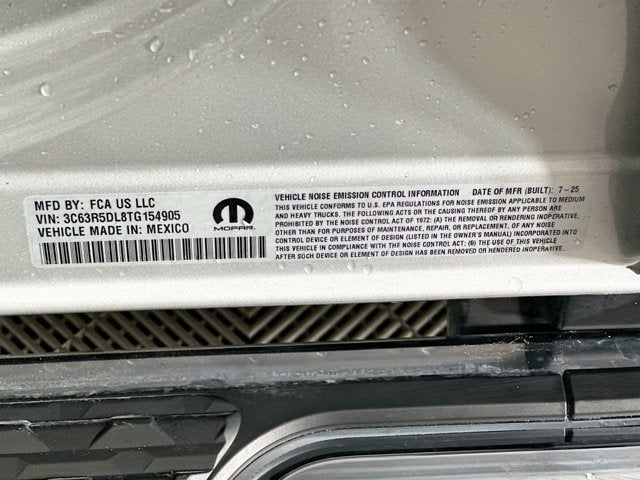 MFD BY: FCA US LLC
VIN: 3C63R5DL8TG154905
VEHICLE MADE IN: MEXICO
MOPAR
VEHICLE NOISE EMISSION CONTROL INFORMATION DATE OF MFR (BUILT): 7-25
THIS VEHICLE CONFORMS TO U.S. EPA REGULATIONS FOR NOISE EMISSION APPLICABLE TO MEDIUM
AND HEAVY TRUCKS. THE FOLLOWING ACTS OR THE CAUSING THEREOF BY ANY PERSON ARE
PROHIBITED BY THE NOISE CONTROL ACT OF 1972: (A) THE REMOVAL OR RENDERING INOPERATIVE,
OTHER THAN FOR PURPOSES OF MAINTENANCE, REPAIR, OR REPLACEMENT, OF ANY NOISE
CONTROL DEVICE OR ELEMENT OF DESIGN (LISTED IN THE OWNER'S MANUAL) INCORPORATED INTO
THIS VEHICLE IN COMPLIANCE WITH THE NOISE CONTROL ACT; (B) THE USE OF THIS VEHICLE
AFTER SUCH DEVICE OR ELEMENT OF DESIGN HAS BEEN REMOVED OR RENDERED INOPERATIVE.